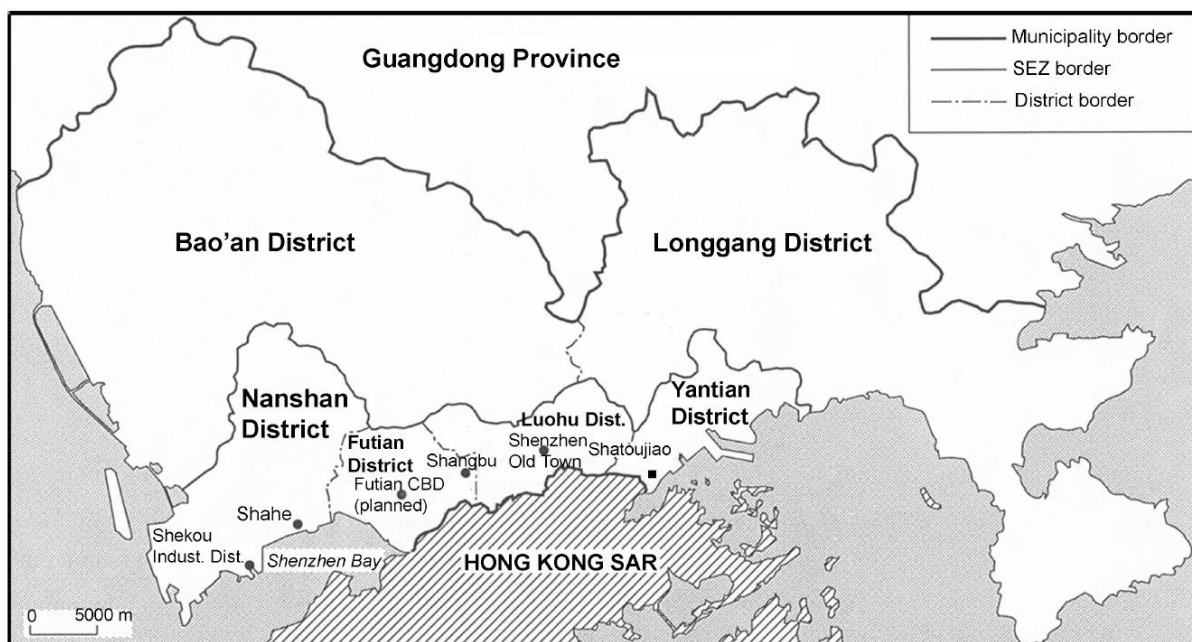 Guangdong Province
Municipality border
SEZ border
District border
Bao’an District
Longgang District
Nanshan
District
Yantian
District
Luohu Dist.
Shenzhen
Old Town
Shatoujiao
Futian
District
Shangbu
Futian CBD
(planned)
Shahe
Shekou
Indust. Dist.
Shenzhen Bay
HONG KONG SAR
0 5000 m